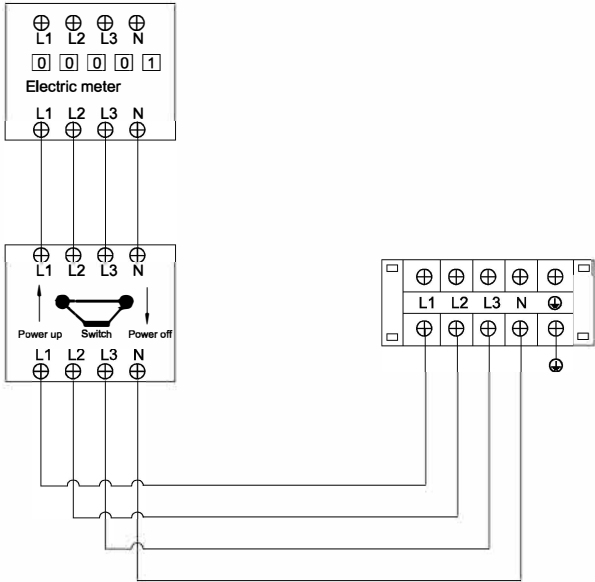 L1 L2 L3 N
0 0 0 0 1
Electric meter
L1 L2 L3 N
L1 L2 L3 N
Power up Switch Power off
L1 L2 L3 N
L1 L2 L3 N